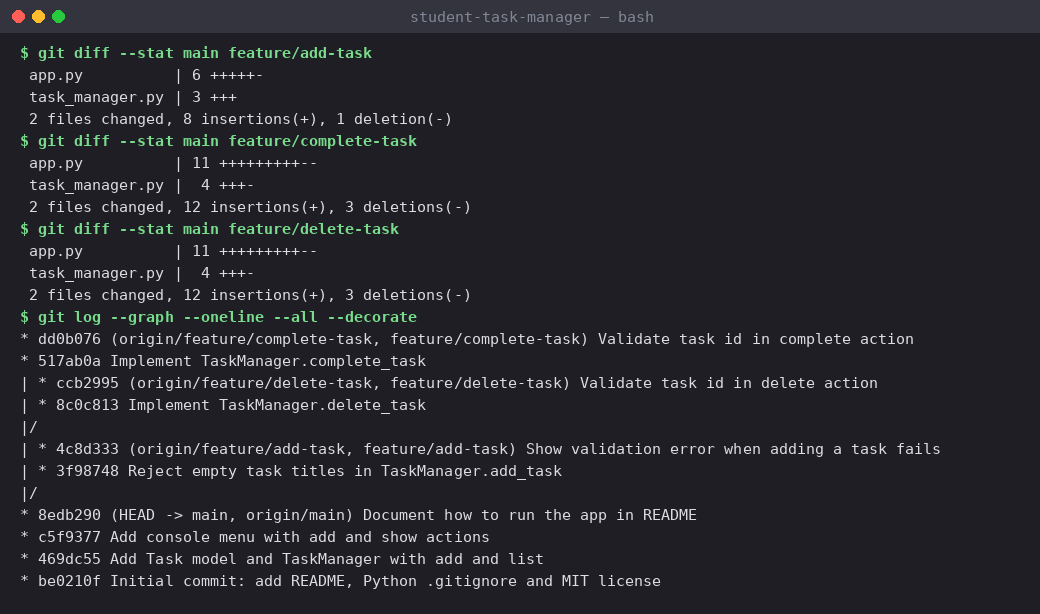 student-task-manager — bash
$ git diff --stat main feature/add-task
 app.py          | 6 +++++-
 task_manager.py | 3 +++
 2 files changed, 8 insertions(+), 1 deletion(-)
$ git diff --stat main feature/complete-task
 app.py          | 11 +++++++++--
 task_manager.py |  4 +++-
 2 files changed, 12 insertions(+), 3 deletions(-)
$ git diff --stat main feature/delete-task
 app.py          | 11 +++++++++--
 task_manager.py |  4 +++-
 2 files changed, 12 insertions(+), 3 deletions(-)
$ git log --graph --oneline --all --decorate
* dd0b076 (origin/feature/complete-task, feature/complete-task) Validate task id in complete action
* 517ab0a Implement TaskManager.complete_task
| * ccb2995 (origin/feature/delete-task, feature/delete-task) Validate task id in delete action
| * 8c0c813 Implement TaskManager.delete_task
|/
| * 4c8d333 (origin/feature/add-task, feature/add-task) Show validation error when adding a task fails
| * 3f98748 Reject empty task titles in TaskManager.add_task
|/
* 8edb290 (HEAD -> main, origin/main) Document how to run the app in README
* c5f9377 Add console menu with add and show actions
* 469dc55 Add Task model and TaskManager with add and list
* be0210f Initial commit: add README, Python .gitignore and MIT license